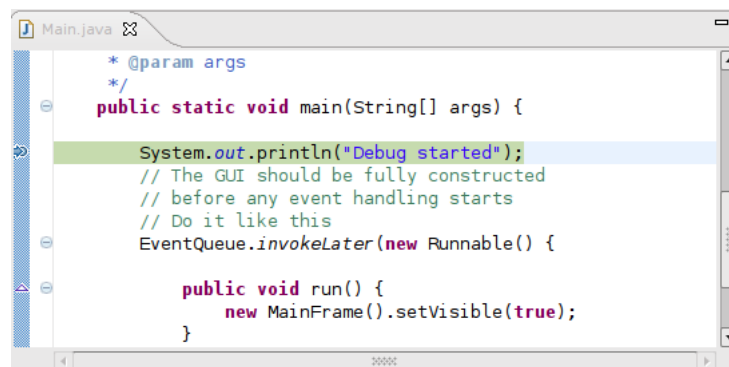 Main.java
* @param args
*/
public static void main(String[] args) {
System.out.println("Debug started");
// The GUI should be fully constructed
// before any event handling starts
// Do it like this
EventQueue.invokeLater(new Runnable() {
public void run() {
new MainFrame().setVisible(true);
}